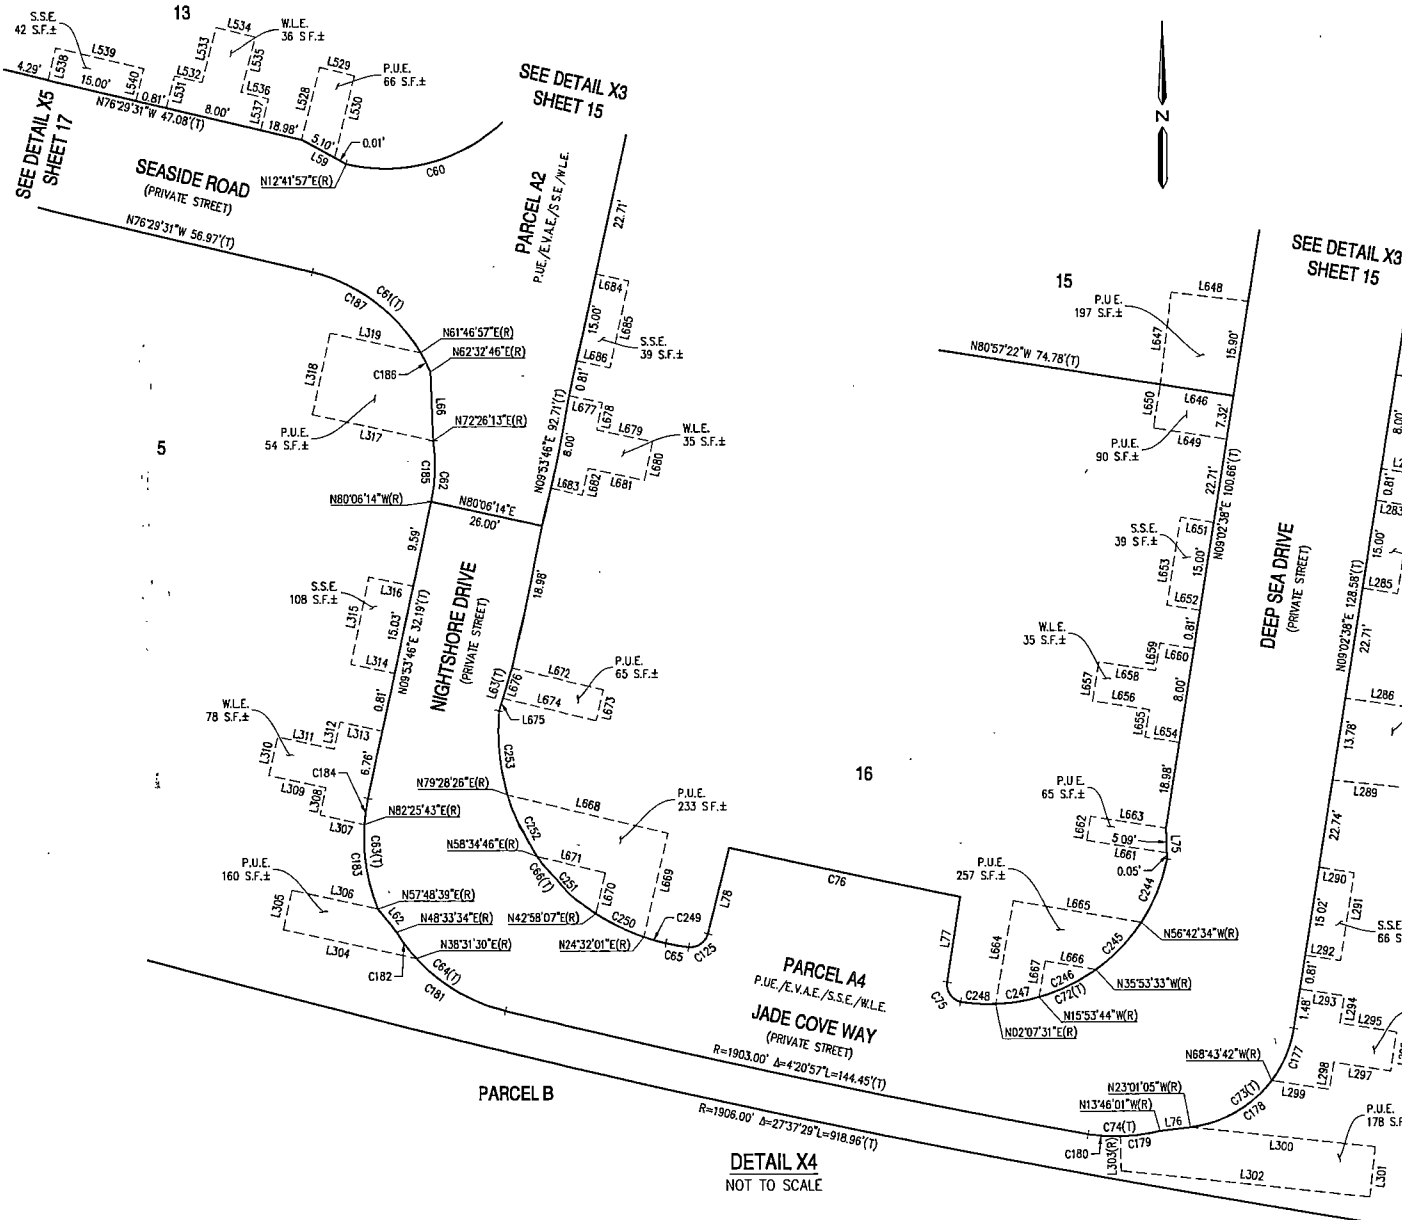 13
S.S.E.
42 S.F.±
L538
L539
L540
4.29'
15.00'
0.81'
L531
L532
L533
L534
L535
L536
L537
W.L.E.
36 S.F.±
8.00'
18.98'
N76°29'31"W 47.08'(T)
L528
L529
L530
P.U.E.
66 S.F.±
5.10'
L59
0.01'
N12°41'57"E(R)
C60
SEE DETAIL X5
SHEET 17
SEASIDE ROAD
(PRIVATE STREET)
N76°29'31"W 56.97'(T)
SEE DETAIL X3
SHEET 15
PARCEL A2
P.U.E./E.V.A.E./S.S.E./W.L.E.
22.71'
N
SEE DETAIL X3
SHEET 15
C61(T)
C187
N61°46'57"E(R)
N62°32'46"E(R)
C186
L319
L318
L317
P.U.E.
54 S.F.±
L66
N72°26'13"E(R)
C185
C62
N80°06'14"W(R)
N80°06'14"E
26.00'
5
L684
15.00'
L685
L686
S.S.E.
39 S.F.±
0.81'
L677
L678
L679
L680
L681
L682
L683
W.L.E.
35 S.F.±
N09°53'46"E 92.71'(T)
8.00'
18.98'
9.59'
S.S.E.
108 S.F.±
L316
L315
L314
15.03'
N09°53'46"E 32.19'(T)
0.81'
NIGHTSHORE DRIVE
(PRIVATE STREET)
L63(T)
L676
L672
L674
L673
L675
P.U.E.
65 S.F.±
W.L.E.
78 S.F.±
L310
L311
L312
L313
L309
L308
L307
6.76'
C184
N82°25'43"E(R)
C63(T)
C183
P.U.E.
160 S.F.±
L305
L306
L304
N57°48'39"E(R)
L62
N48°33'34"E(R)
N38°31'30"E(R)
C182
C64(T)
C181
C253
N79°28'26"E(R)
L668
P.U.E.
233 S.F.±
C252
N58°34'46"E(R)
L671
C66(T)
C251
L670
L669
N42°58'07"E(R)
C250
N24°32'01"E(R)
C249
C65
C125
L78
C76
L77
C75
15
P.U.E.
197 S.F.±
L648
L647
15.90'
N80°57'22"W 74.78'(T)
L646
L650
7.32'
L649
P.U.E.
90 S.F.±
22.71'
N09°02'38"E 100.66'(T)
S.S.E.
39 S.F.±
L651
L653
L652
15.00'
0.81'
W.L.E.
35 S.F.±
L659
L660
L658
L657
L656
L655
L654
8.00'
18.98'
16
P.U.E.
65 S.F.±
L662
L663
5.09'
L661
L75
0.05'
C244
P.U.E.
257 S.F.±
L665
L664
L667
L666
N56°42'34"W(R)
C245
C246
N35°53'33"W(R)
C72(T)
C247
C248
N15°53'44"W(R)
N02°07'31"E(R)
DEEP SEA DRIVE
(PRIVATE STREET)
8.00'
0.81'
L283
15.00'
L285
N09°02'38"E 128.58'(T)
22.71'
L286
13.78'
L289
22.74'
L290
L291
15.02'
L292
S.S.E.
0.81'
L293
L294
L295
1.48'
L297
L298
L299
C177
N68°43'42"W(R)
C73(T)
C178
N23°01'05"W(R)
N13°46'01"W(R)
L76
C74(T)
C179
C180
L303(R)
L300
L301
L302
P.U.E.
PARCEL A4
P.U.E./E.V.A.E./S.S.E./W.L.E.
JADE COVE WAY
(PRIVATE STREET)
R=1903.00' Δ=4°20'57" L=144.45'(T)
PARCEL B
R=1906.00' Δ=27°37'29" L=918.96'(T)
DETAIL X4
NOT TO SCALE